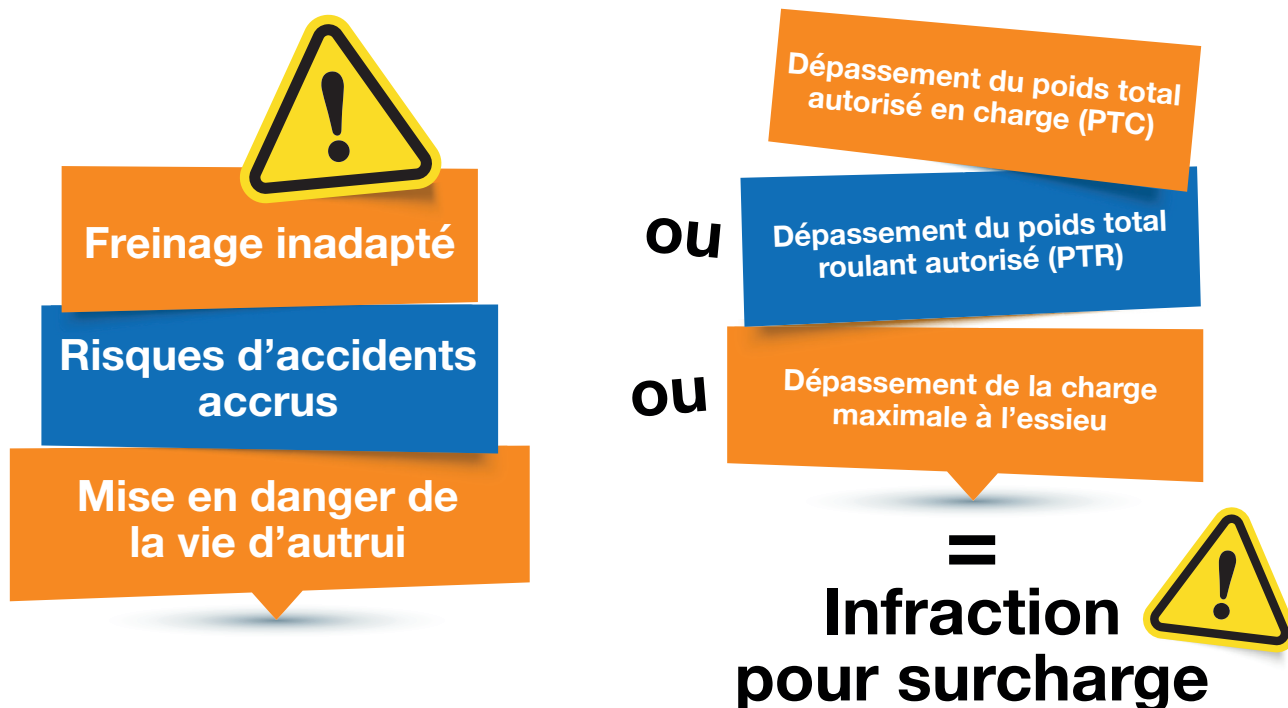 Freinage inadapté
Risques d’accidents
accrus
Mise en danger de
la vie d’autrui
Dépassement du poids total
autorisé en charge (PTC)
ou
Dépassement du poids total
roulant autorisé (PTR)
ou
Dépassement de la charge
maximale à l’essieu
=
Infraction
pour surcharge